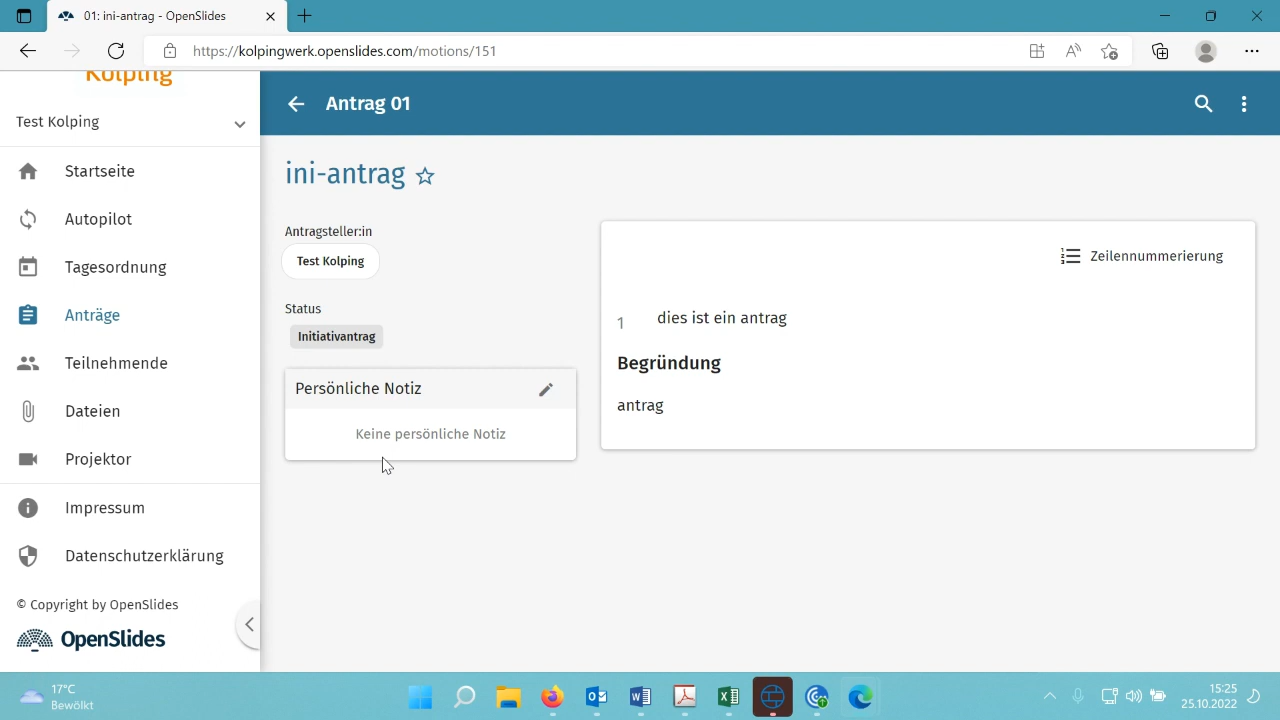 01: ini-antrag - OpenSlides
https://kolpingwerk.openslides.com/motions/151
Kolping
Test Kolping
Startseite
Autopilot
Tagesordnung
Anträge
Teilnehmende
Dateien
Projektor
Impressum
Datenschutzerklärung
© Copyright by OpenSlides
OpenSlides
Antrag 01
ini-antrag
Antragsteller:in
Test Kolping
Status
Initiativantrag
Persönliche Notiz
Keine persönliche Notiz
Zeilennummerierung
1 dies ist ein antrag
Begründung
antrag
17°C
Bewölkt
15:25
25.10.2022